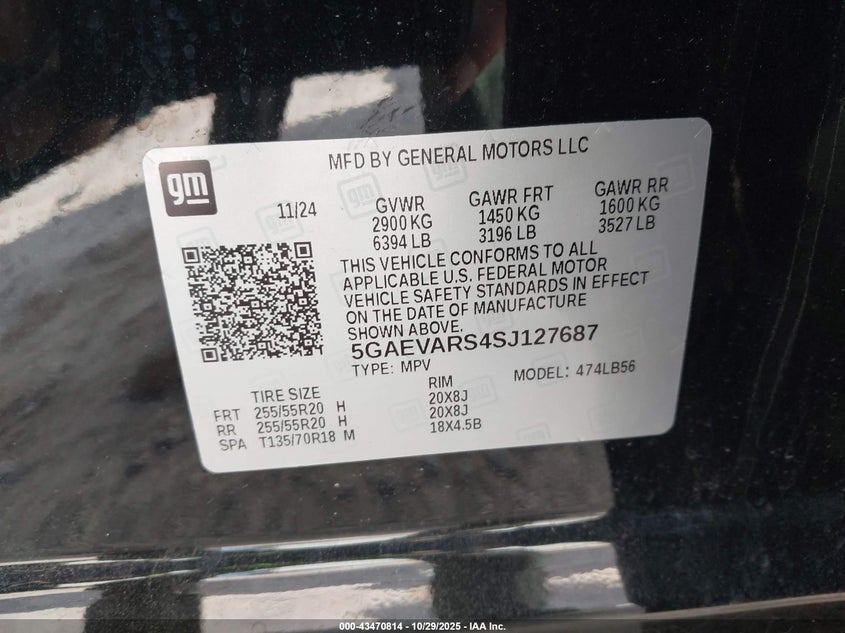 gm
MFD BY GENERAL MOTORS LLC
11/24
GVWR GAWR FRT GAWR RR
2900 KG 1450 KG 1600 KG
6394 LB 3196 LB 3527 LB
THIS VEHICLE CONFORMS TO ALL
APPLICABLE U.S. FEDERAL MOTOR
VEHICLE SAFETY STANDARDS IN EFFECT
ON THE DATE OF MANUFACTURE
SHOWN ABOVE.
5GAEVARS4SJ127687
TYPE: MPV MODEL: 474LB56
TIRE SIZE RIM
FRT 255/55R20 H 20X8J
RR 255/55R20 H 20X8J
SPA T135/70R18 M 18X4.5B
000-43470814 - 10/29/2025 - IAA Inc.